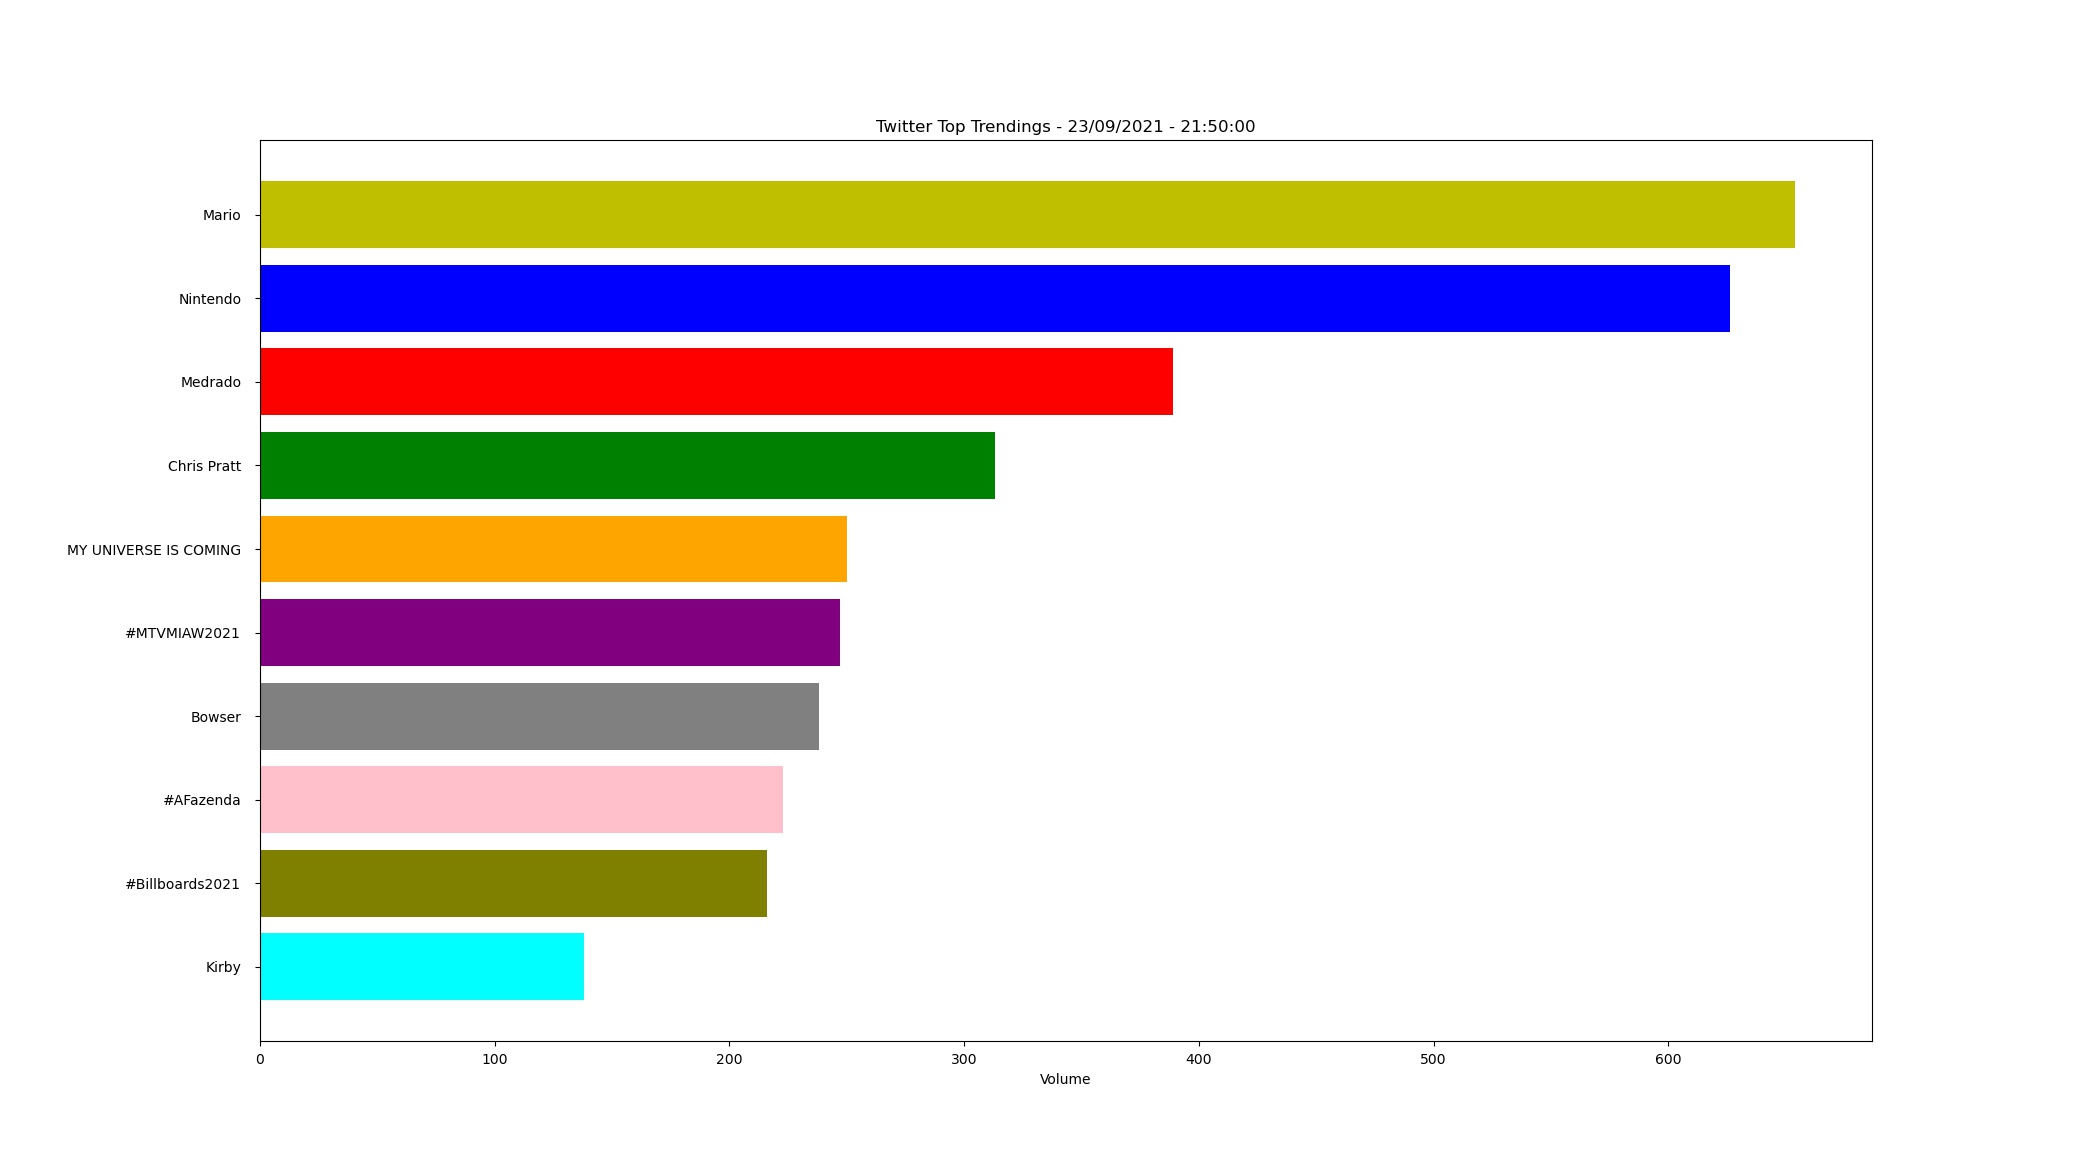 Twitter Top Trendings - 23/09/2021 - 21:50:00
Mario
Nintendo
Medrado
Chris Pratt
MY UNIVERSE IS COMING
#MTVMIAW2021
Bowser
#AFazenda
#Billboards2021
Kirby
0 100 200 300 400 500 600
Volume